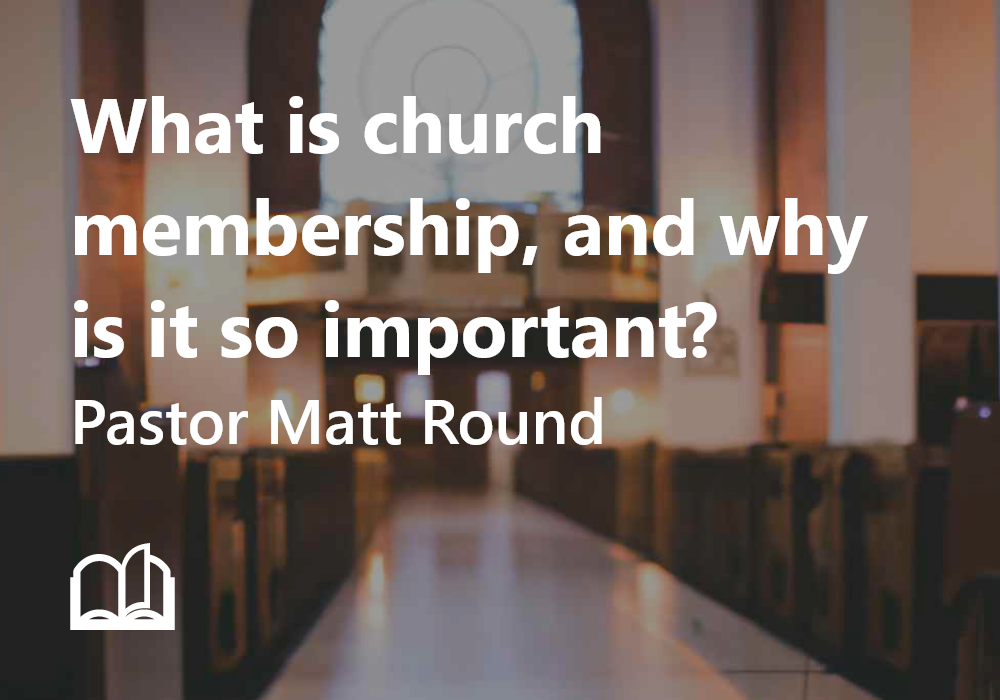 What is church
membership, and why
is it so important?
Pastor Matt Round